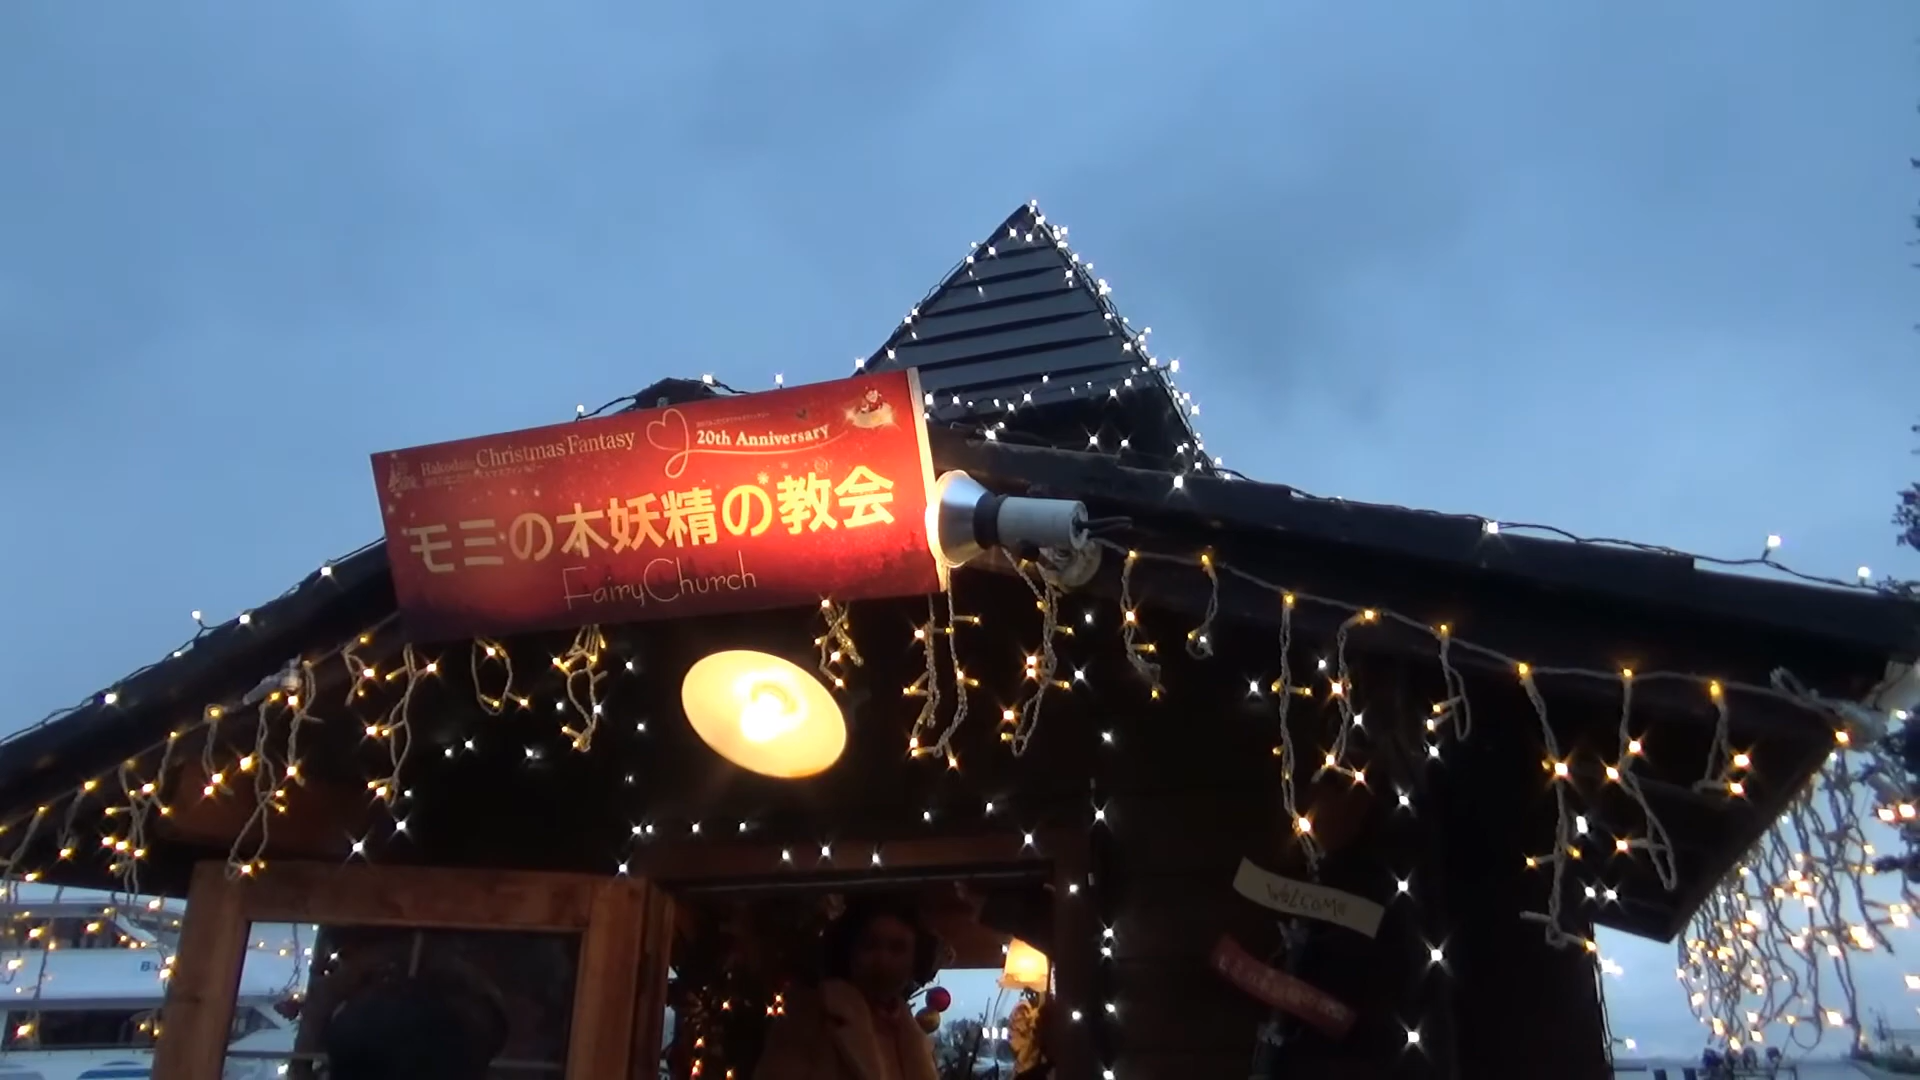 Hakodate Christmas Fantasy
20th Anniversary
モミの木妖精の教会
Fairy Church
WELCOME